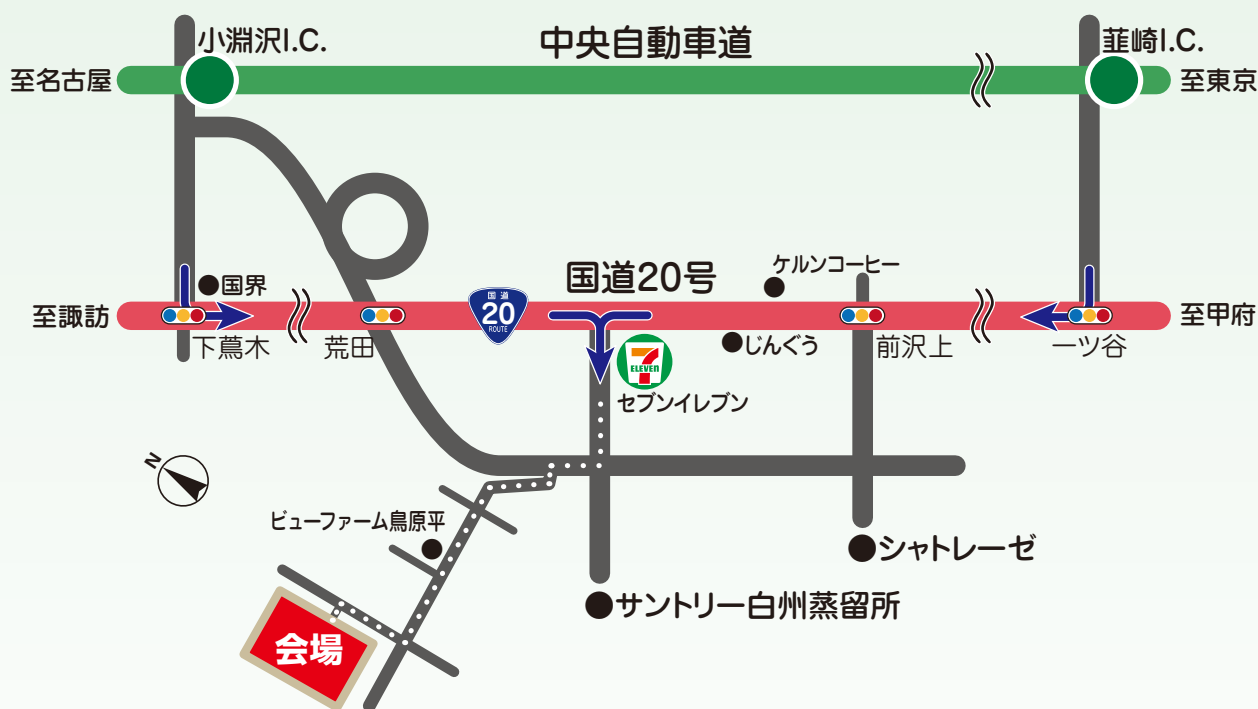 小淵沢I.C.
中央自動車道
韮崎I.C.
至名古屋
至東京
国界
国道20号
ケルンコーヒー
至諏訪
国道
20
ROUTE
至甲府
下蔦木
荒田
じんぐう
前沢上
一ツ谷
7
ELEVEN
セブンイレブン
N
ビューファーム鳥原平
シャトレーゼ
サントリー白州蒸留所
会場